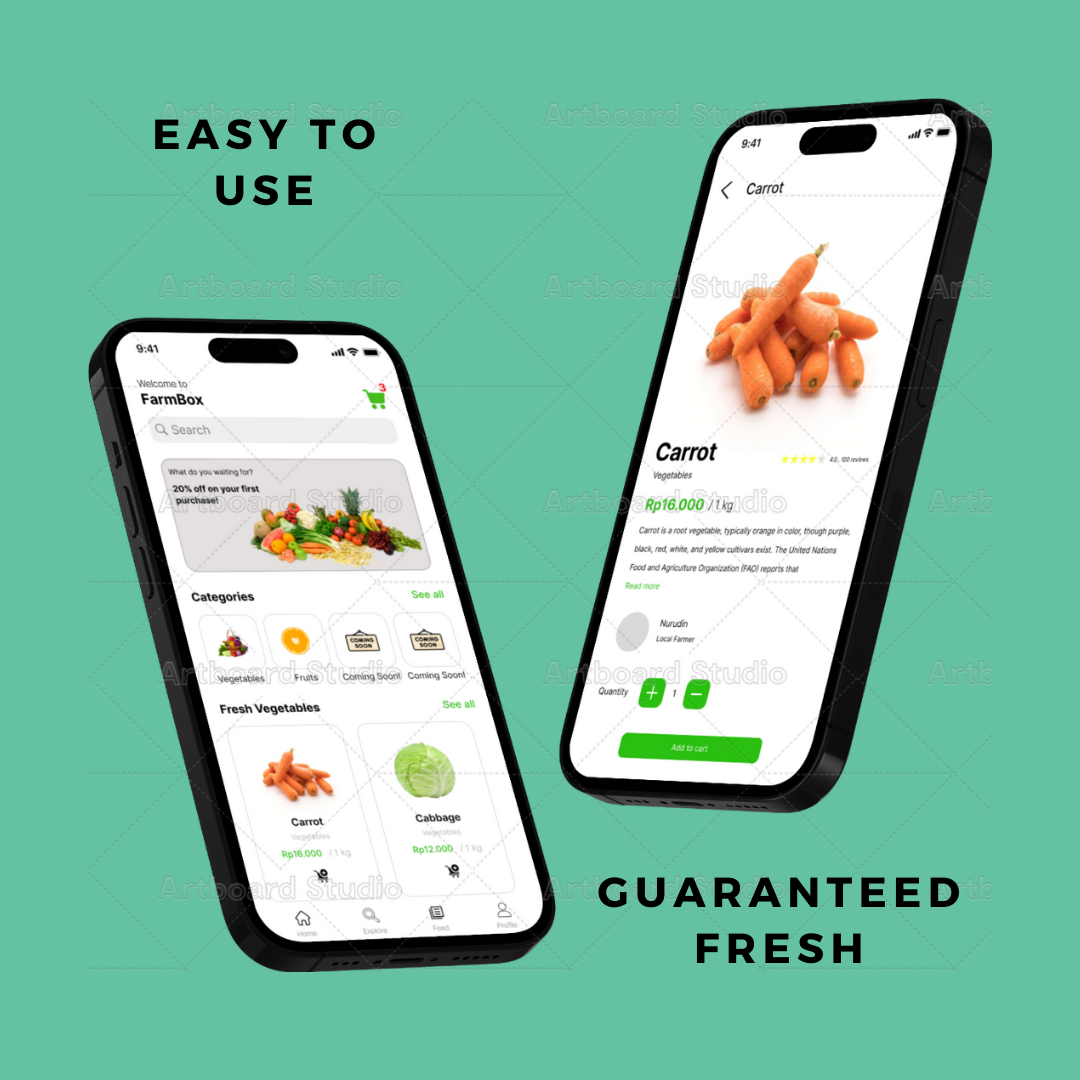 EASY TO
USE
9:41
Welcome to
FarmBox
3
Search
What do you waiting for?
20% off on your first
purchase!
Categories
See all
COMING
SOON
COMING
SOON
Vegetables
Fruits
Coming Soon!
Coming Soon!
Fresh Vegetables
See all
Carrot
Vegetables
Rp16.000 / 1 kg
Cabbage
Vegetables
Rp12.000 / 1 kg
Home
Explore
Feed
Profile
9:41
Carrot
Carrot
4.0 , 100 reviews
Vegetables
Rp16.000 / 1 kg
Carrot is a root vegetable, typically orange in color, though purple,
black, red, white, and yellow cultivars exist. The United Nations
Food and Agriculture Organization (FAO) reports that
Read more
Nurudin
Local Farmer
Quantity
+ 1 −
Add to cart
GUARANTEED
FRESH
Artboard Studio
Artboard Studio
Artb
Artboard Studio
Artboard Studio
Artb
Artboard Studio
Artboard Studio
Artb
Artboard Studio
Artboard Studio
Artb
Artboard Studio
Artboard Studio
Artb